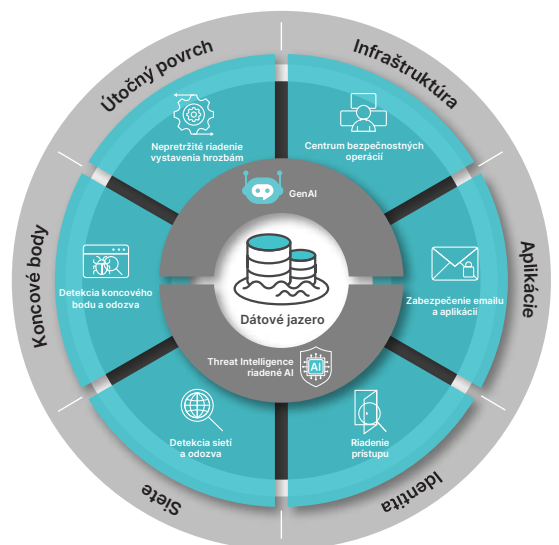 Útočný povrch
Infraštruktúra
Nepretržité riadenie
vystavenia hrozbám
Centrum bezpečnostných
operácií
GenAI
Koncové body
Detekcia koncového
bodu a odozva
Dátové jazero
Zabezpečenie emailu
a aplikácií
Aplikácie
Threat Intelligence
riadené AI
AI
Detekcia sietí
a odozva
Riadenie
prístupu
Siete
Identita